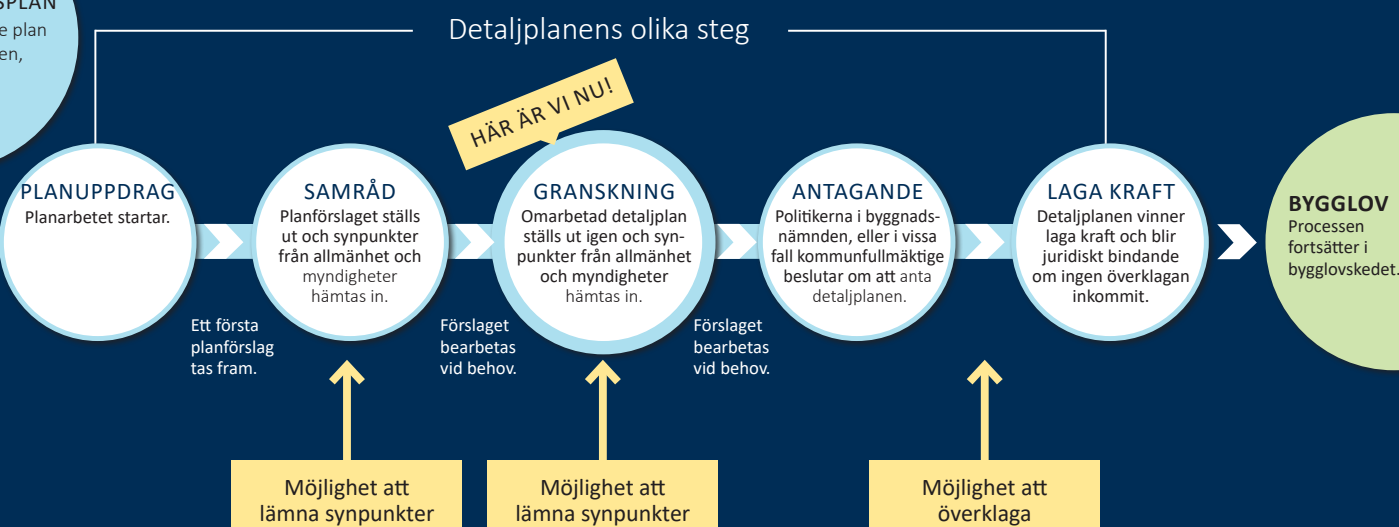 SPLAN
e plan
en,
Detaljplanens olika steg
HÄR ÄR VI NU!
PLANUPPDRAG
Planarbetet startar.
SAMRÅD
Planförslaget ställs
ut och synpunkter
från allmänhet och
myndigheter
hämtas in.
GRANSKNING
Omarbetad detaljplan
ställs ut igen och syn-
punkter från allmänhet
och myndigheter
hämtas in.
ANTAGANDE
Politikerna i byggnads-
nämnden, eller i vissa
fall kommunfullmäktige
beslutar om att anta
detaljplanen.
LAGA KRAFT
Detaljplanen vinner
laga kraft och blir
juridiskt bindande
om ingen överklagan
inkommit.
BYGGLOV
Processen
fortsätter i
bygglovskedet.
Ett första
planförslag
tas fram.
Förslaget
bearbetas
vid behov.
Förslaget
bearbetas
vid behov.
Möjlighet att
lämna synpunkter
Möjlighet att
lämna synpunkter
Möjlighet att
överklaga